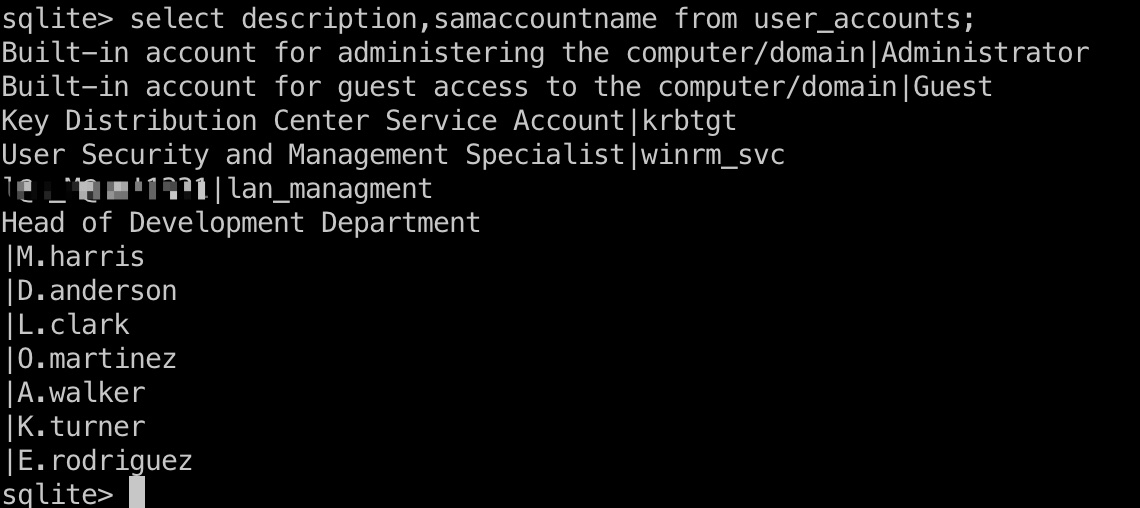 sqlite> select description,samaccountname from user_accounts;
Built-in account for administering the computer/domain|Administrator
Built-in account for guest access to the computer/domain|Guest
Key Distribution Center Service Account|krbtgt
User Security and Management Specialist|winrm_svc
|lan_managment
Head of Development Department
|M.harris
|D.anderson
|L.clark
|O.martinez
|A.walker
|K.turner
|E.rodriguez
sqlite>